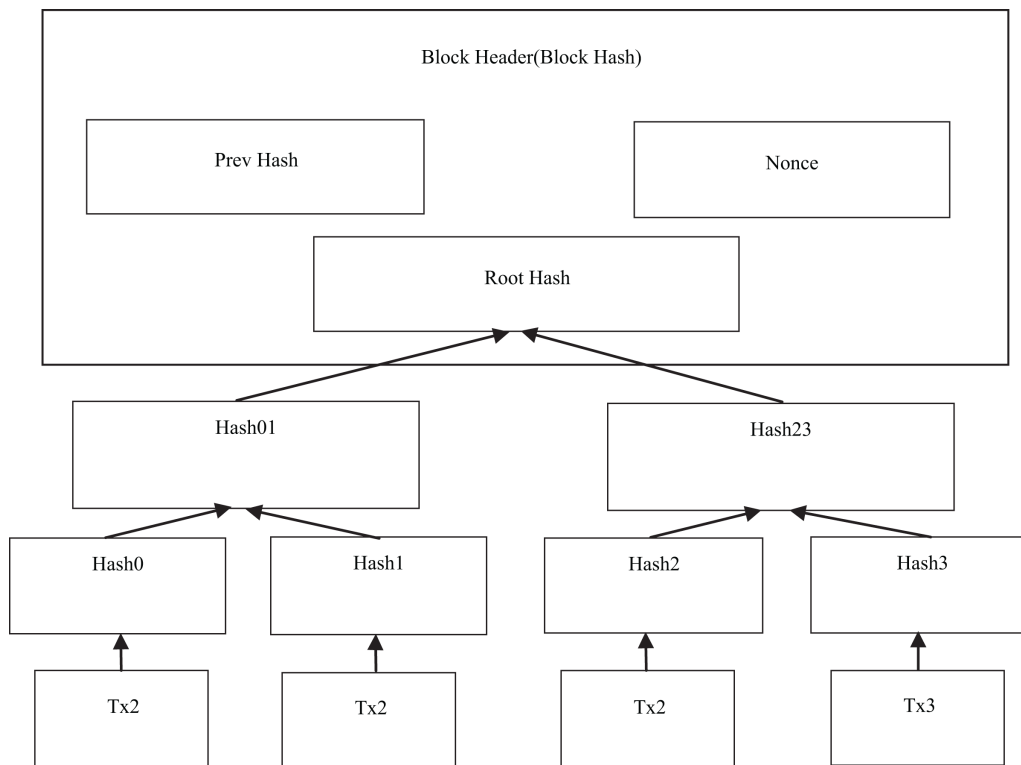 Block Header(Block Hash)
Prev Hash
Nonce
Root Hash
Hash01
Hash23
Hash0
Hash1
Hash2
Hash3
Tx2
Tx2
Tx2
Tx3